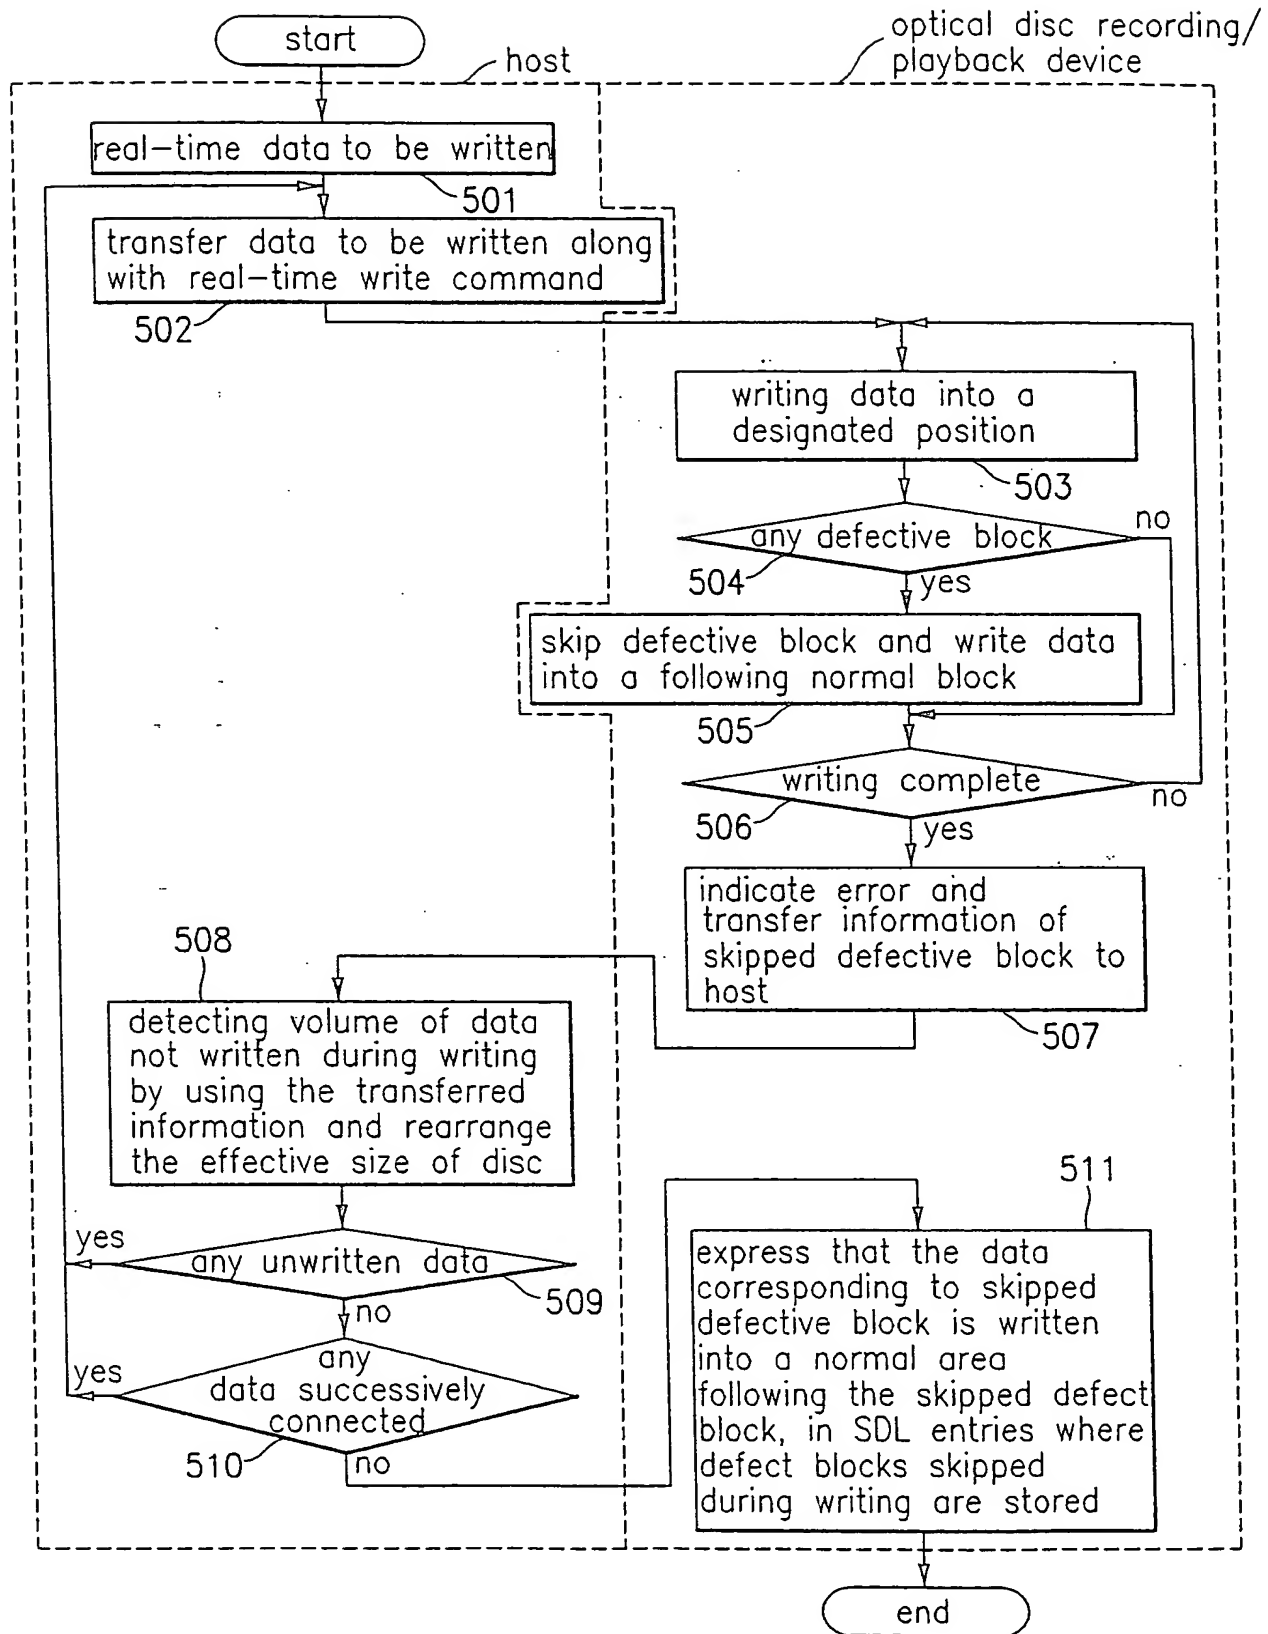 start
host
optical disc recording/
playback device
real-time data to be written
501
transfer data to be written along
with real-time write command
502
writing data into a
designated position
503
any defective block
no
504
yes
skip defective block and write data
into a following normal block
505
writing complete
no
506
yes
indicate error and
transfer information of
skipped defective block to
host
507
508
detecting volume of data
not written during writing
by using the transferred
information and rearrange
the effective size of disc
yes
any unwritten data
509
no
yes
any
data successively
connected
510
no
511
express that the data
corresponding to skipped
defective block is written
into a normal area
following the skipped defect
block, in SDL entries where
defect blocks skipped
during writing are stored
end